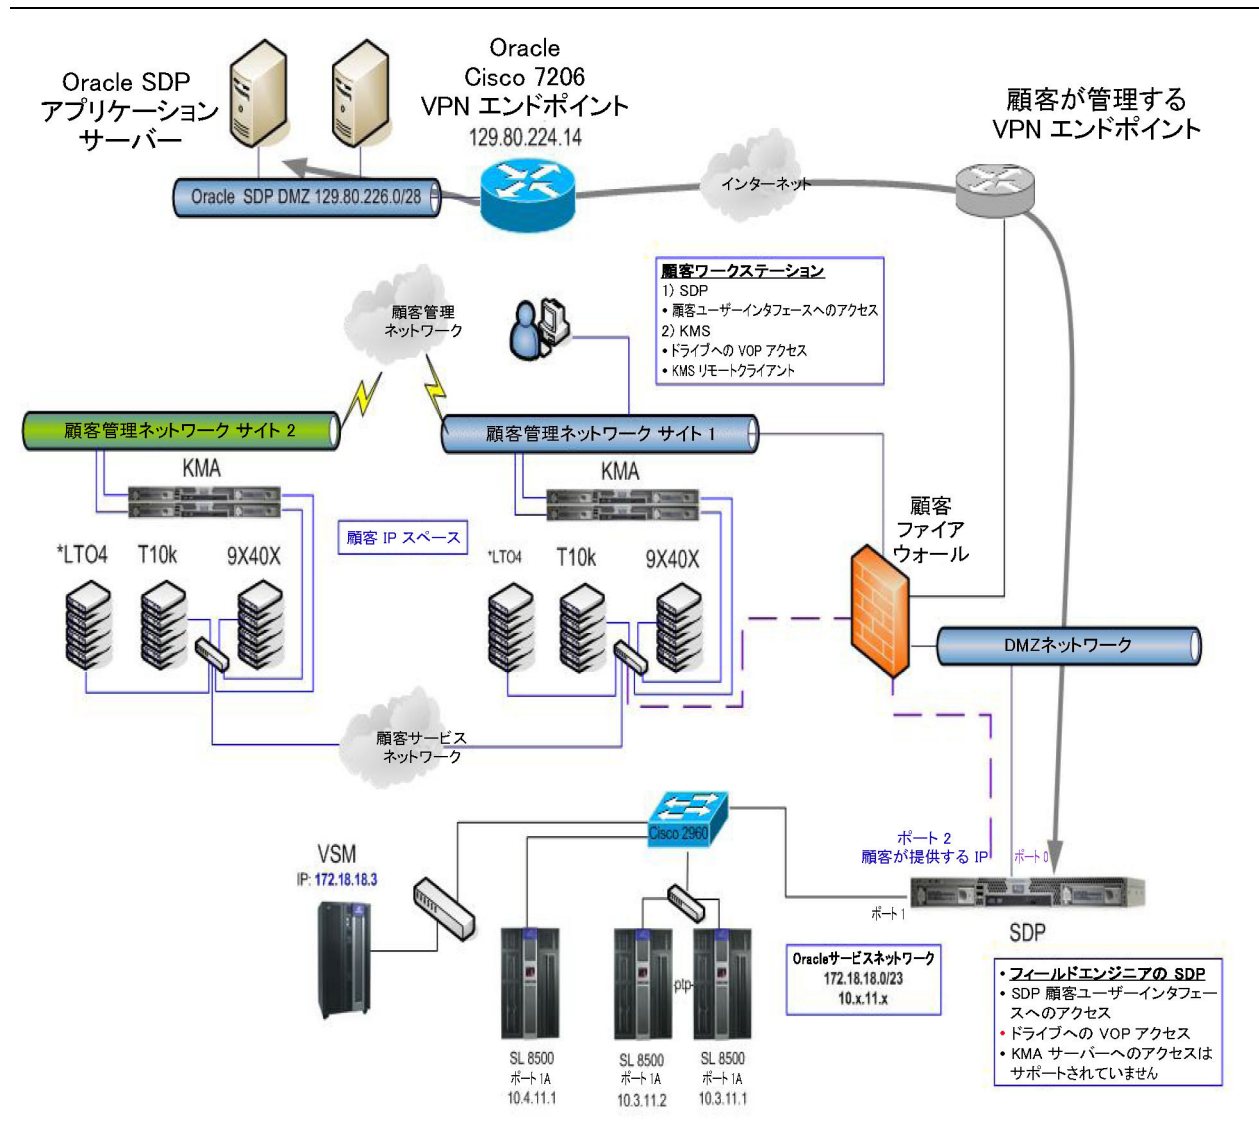 Oracle SDP
アプリケーション
サーバー
Oracle
Cisco 7206
VPN エンドポイント
129.80.224.14
顧客が管理する
VPN エンドポイント
Oracle SDP DMZ 129.80.226.0/28
インターネット
顧客管理
ネットワーク
顧客ワークステーション
1) SDP
• 顧客ユーザーインタフェースへのアクセス
2) KMS
• ドライブへの VOP アクセス
• KMS リモートクライアント
顧客管理ネットワーク サイト 2
顧客管理ネットワーク サイト 1
KMA
KMA
顧客 IP スペース
顧客
ファイア
ウォール
*LTO4
T10k
9X40X
*LTO4
T10k
9X40X
DMZネットワーク
顧客サービス
ネットワーク
Cisco 2960
VSM
IP: 172.18.18.3
ポート 2
顧客が提供する IP
ポート 0
ポート 1
SDP
Oracleサービスネットワーク
172.18.18.0/23
10.x.11.x
• フィールドエンジニアの SDP
• SDP 顧客ユーザーインタフェー
スへのアクセス
• ドライブへの VOP アクセス
• KMA サーバーへのアクセスは
サポートされていません
-ptp-
SL 8500
ポート 1A
10.4.11.1
SL 8500
ポート 1A
10.3.11.2
SL 8500
ポート 1A
10.3.11.1